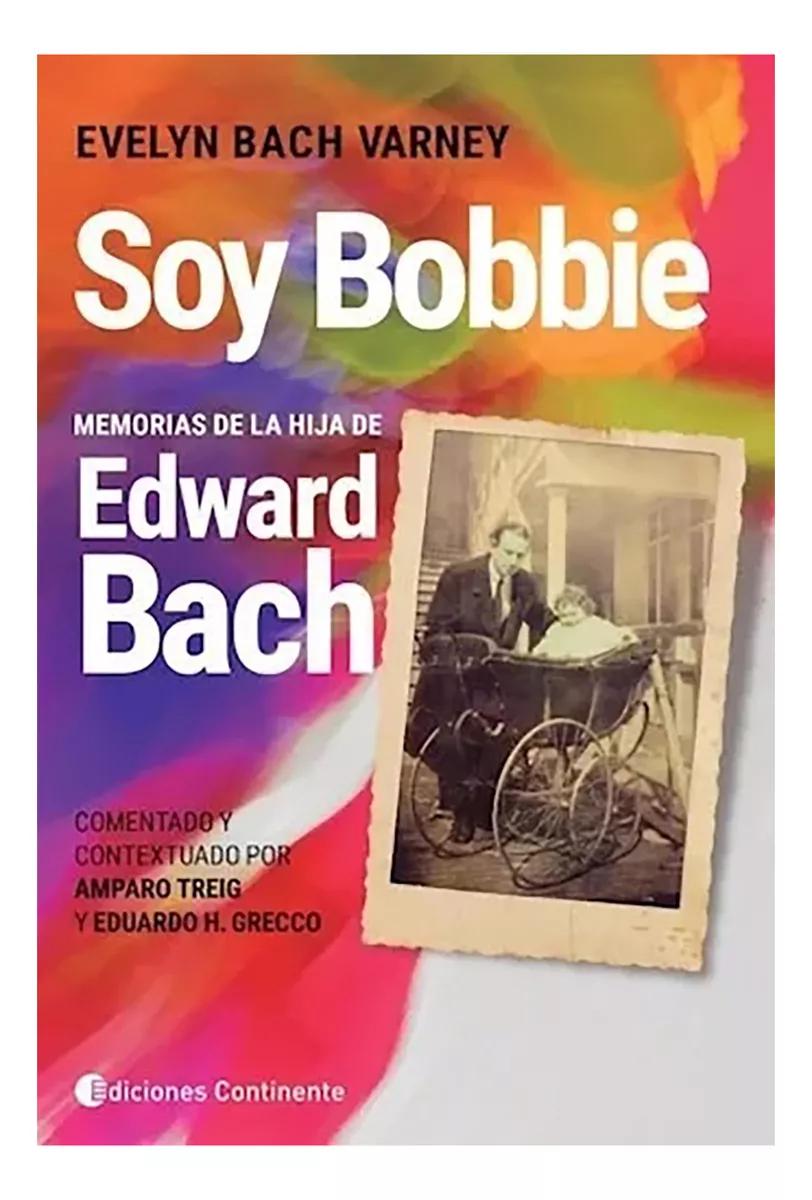 EVELYN BACH VARNEY
Soy Bobbie
MEMORIAS DE LA HIJA DE
Edward
Bach
COMENTADO Y
CONTEXTUADO POR
AMPARO TREIG
Y EDUARDO H. GRECCO
Ediciones Continente